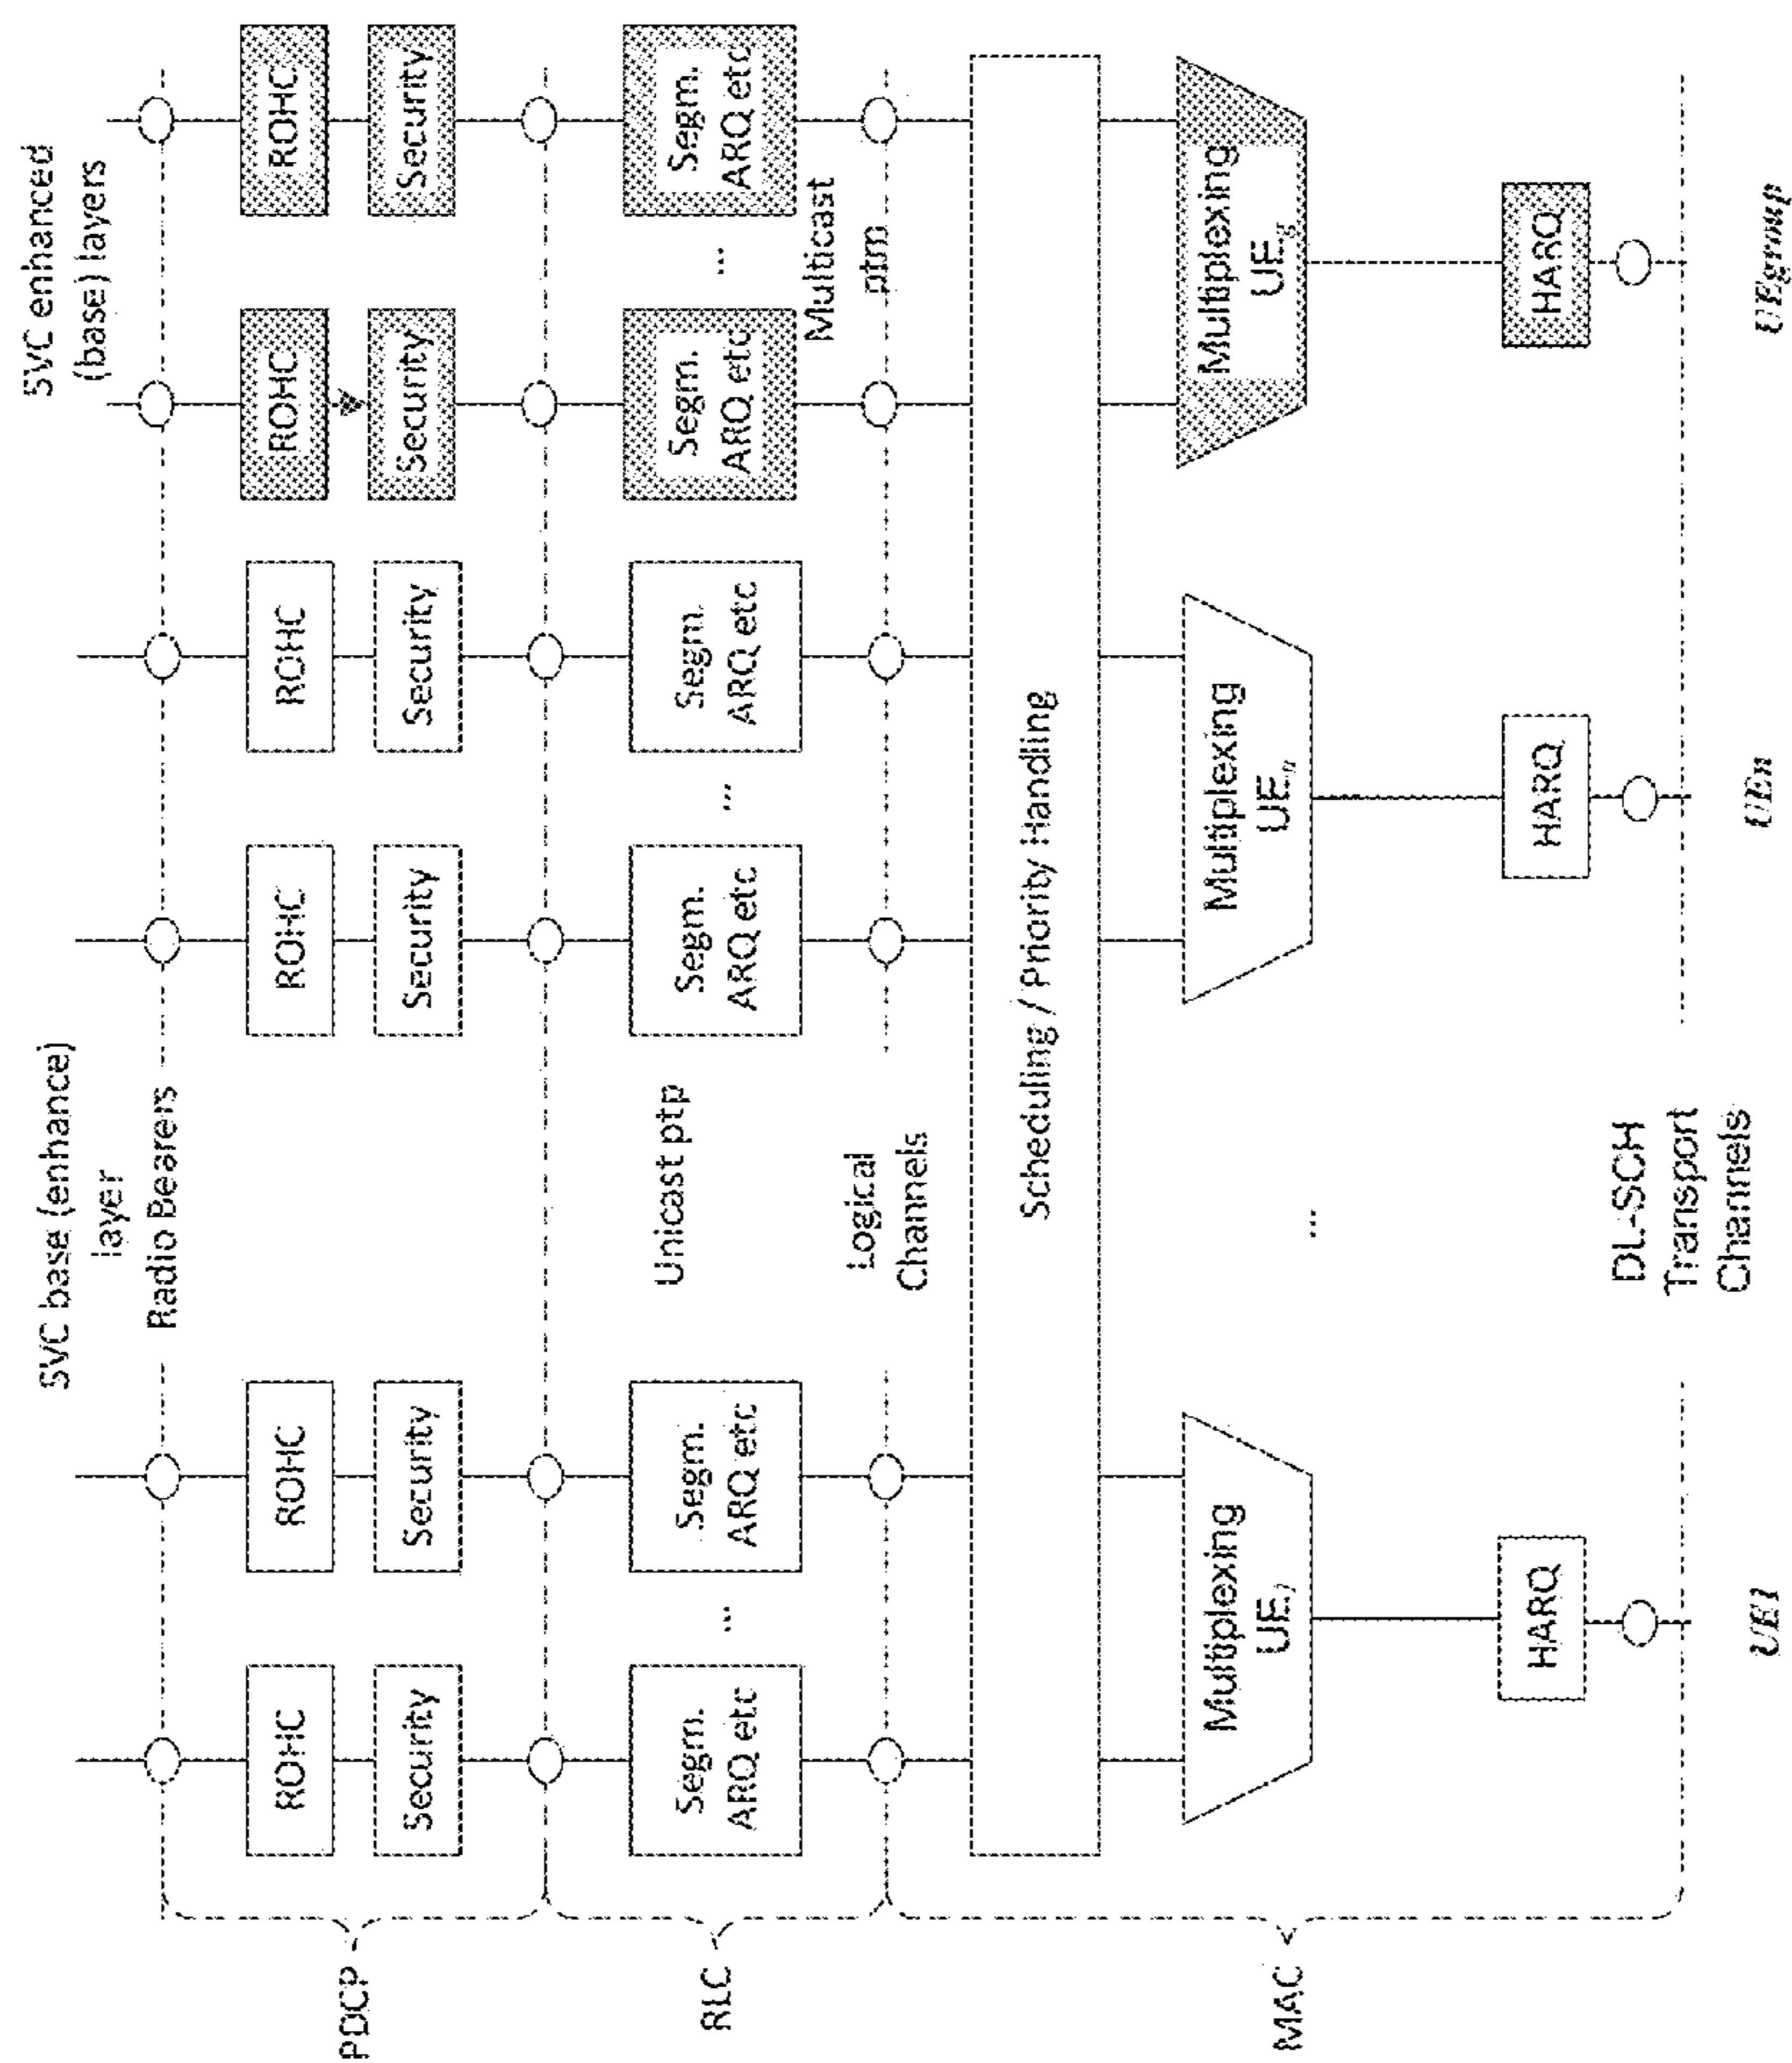 SVC base (enhance)
layer
SVC enhanced
(base) layers
Radio Bearers
PDCP
ROHC
ROHC
ROHC
ROHC
ROHC
ROHC
Security
Security
Security
Security
Security
Security
RLC
Segm.
ARQ etc
...
Segm.
ARQ etc
Unicast ptp
Segm.
ARQ etc
...
Segm.
ARQ etc
Segm.
ARQ etc
...
Segm.
ARQ etc
Multicast
ptm
Logical
Channels
MAC
Scheduling / Priority Handling
Multiplexing
UE1
...
Multiplexing
UEn
Multiplexing
UEg
HARQ
HARQ
HARQ
DL-SCH
Transport
Channels
UE1
UEn
UEgroup